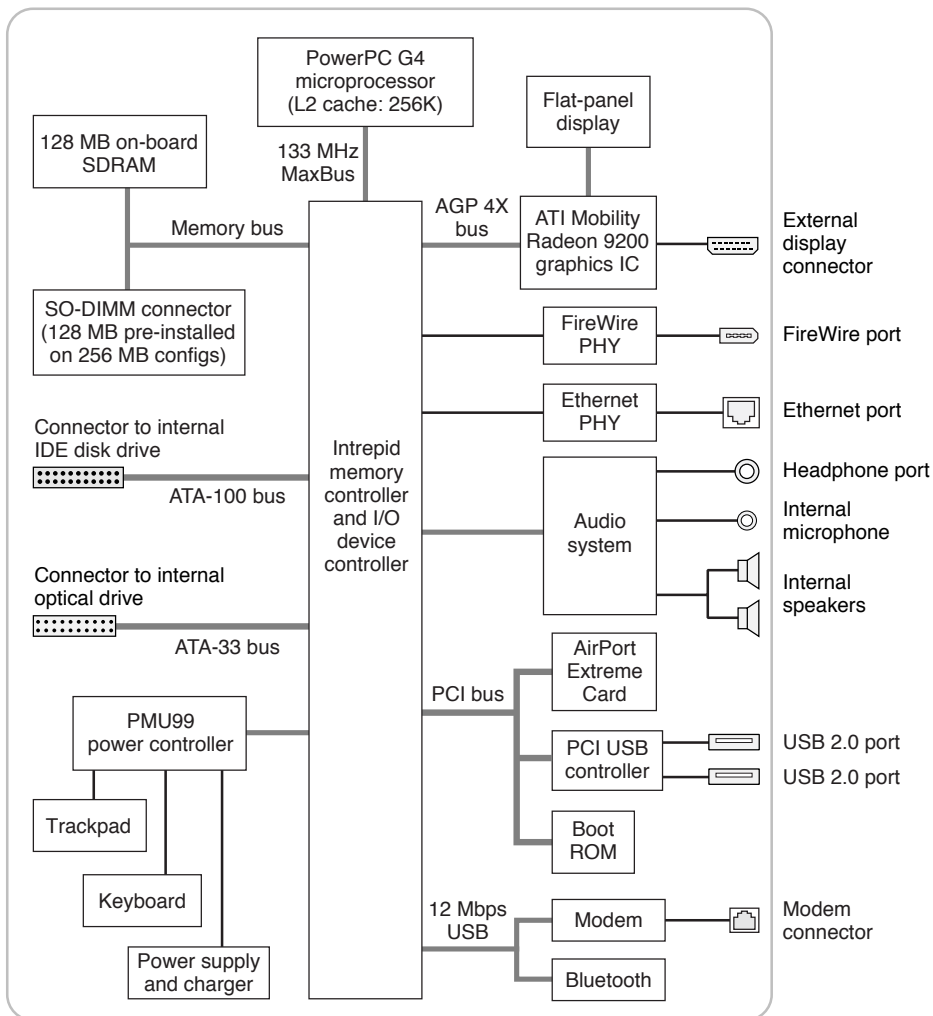 PowerPC G4
microprocessor
(L2 cache: 256K)
Flat-panel
display
128 MB on-board
SDRAM
133 MHz
MaxBus
Memory bus
AGP 4X
bus
ATI Mobility
Radeon 9200
graphics IC
External
display
connector
SO-DIMM connector
(128 MB pre-installed
on 256 MB configs)
FireWire
PHY
FireWire port
Ethernet
PHY
Ethernet port
Connector to internal
IDE disk drive
ATA-100 bus
Intrepid
memory
controller
and I/O
device
controller
Audio
system
Headphone port
Internal
microphone
Internal
speakers
Connector to internal
optical drive
ATA-33 bus
AirPort
Extreme
Card
PCI bus
PMU99
power controller
PCI USB
controller
USB 2.0 port
USB 2.0 port
Trackpad
Boot
ROM
Keyboard
12 Mbps
USB
Modem
Modem
connector
Power supply
and charger
Bluetooth